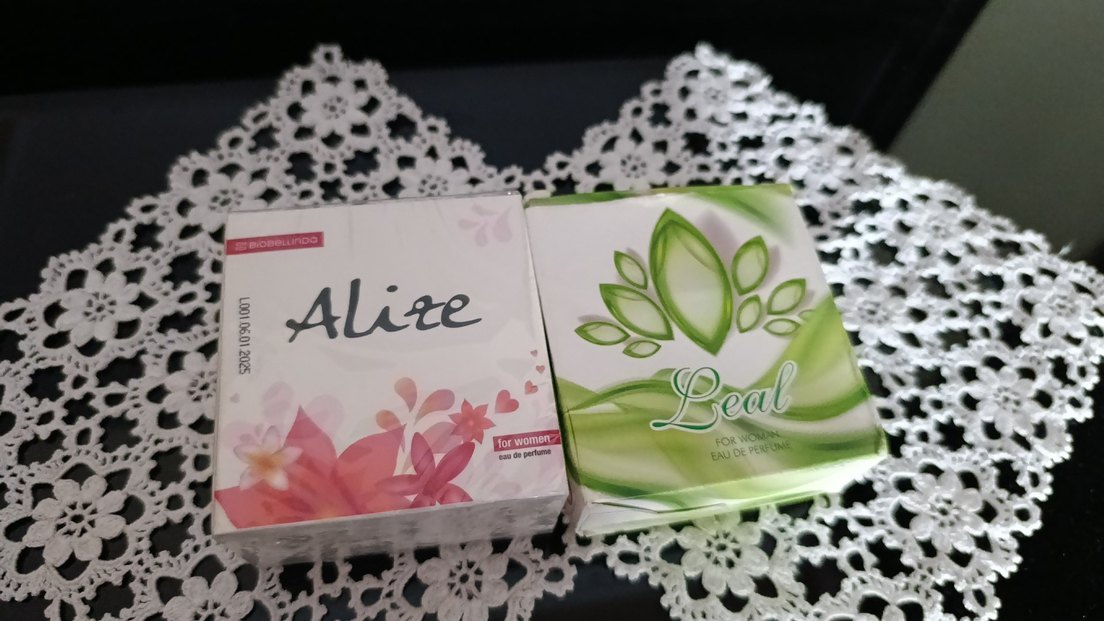 BIOBELLINDA
ALize
L001 06.01.2025
for women
eau de perfume
Leal
FOR WOMAN
EAU DE PERFUME